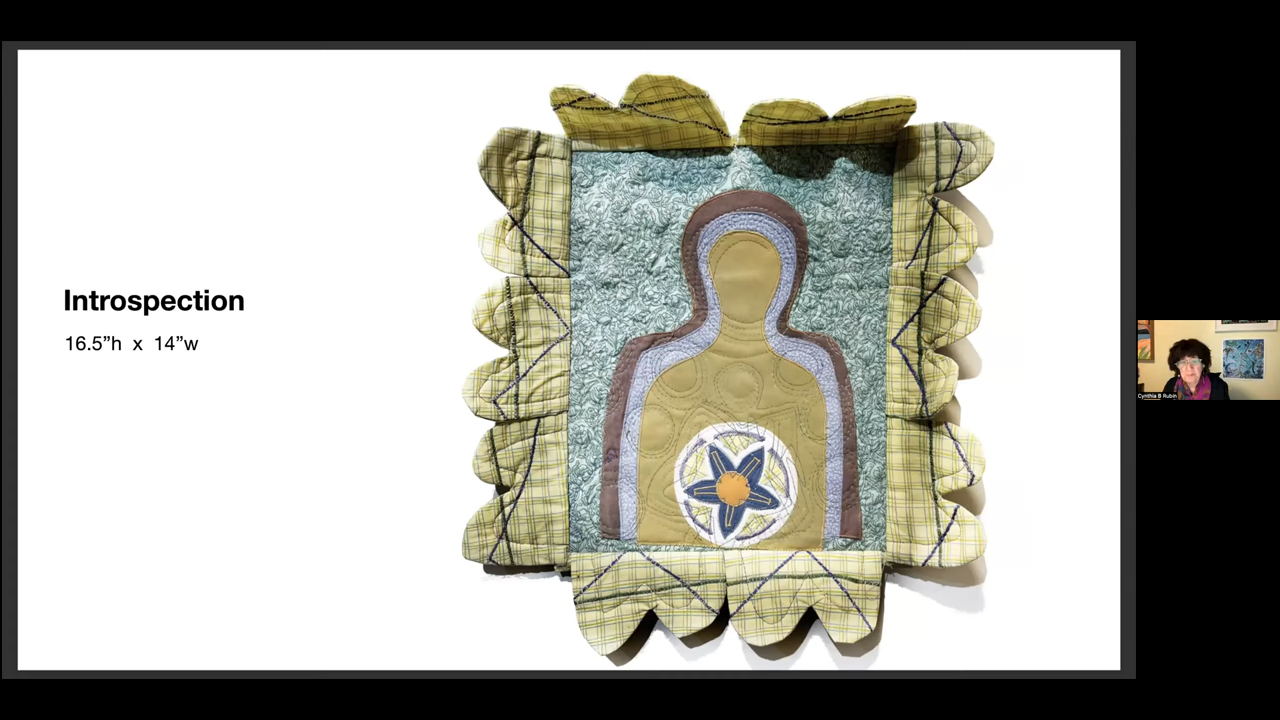 Introspection
16.5”h x 14”w
Cynthia B Rubin